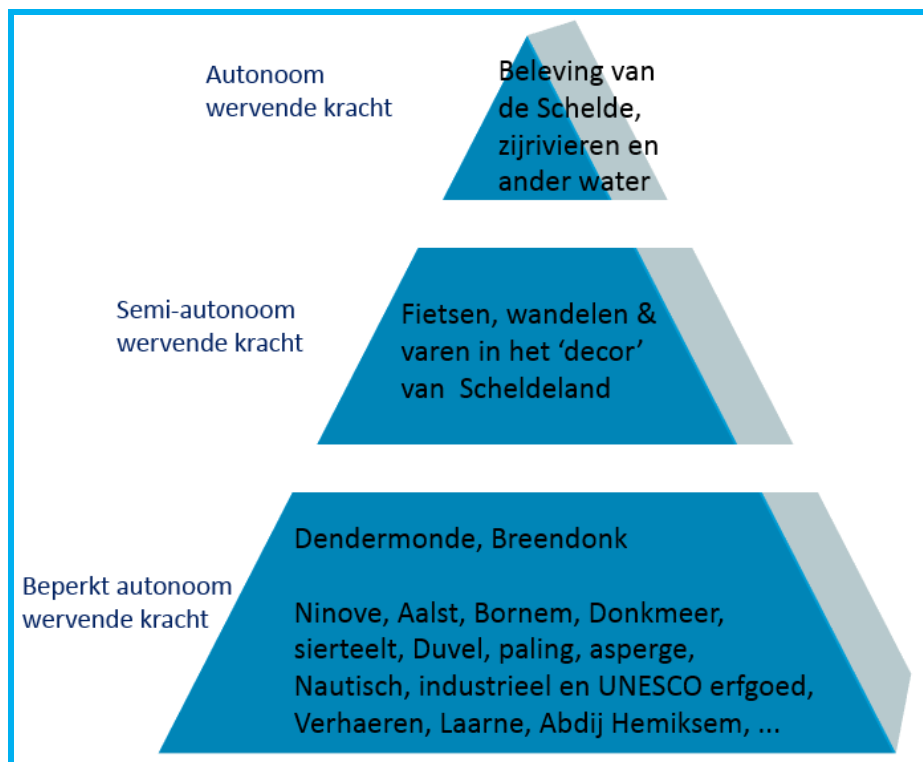 Autonoom
wervende kracht
Beleving van
de Schelde,
zijrivieren en
ander water
Semi-autonoom
wervende kracht
Fietsen, wandelen &
varen in het ‘decor’
van Scheldeland
Beperkt autonoom
wervende kracht
Dendermonde, Breendonk
Ninove, Aalst, Bornem, Donkmeer,
sierteelt, Duvel, paling, asperge,
Nautisch, industrieel en UNESCO erfgoed,
Verhaeren, Laarne, Abdij Hemiksem, ...